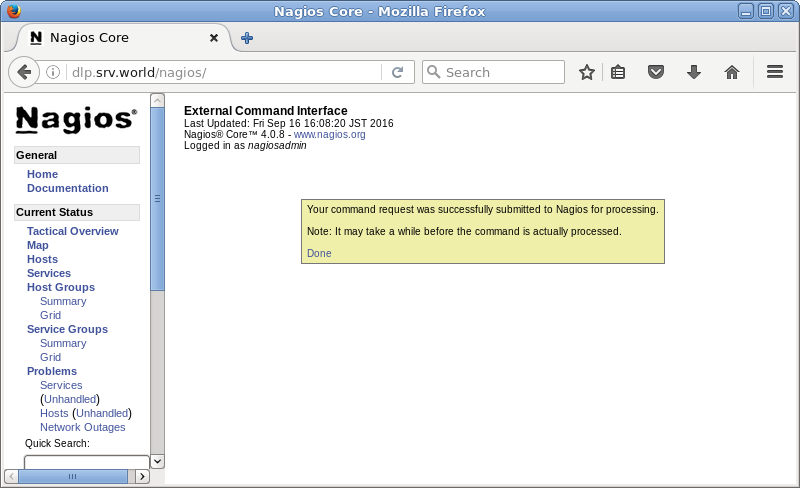 Nagios Core - Mozilla Firefox
Nagios Core
dlp.srv.world/nagios/
Search
Nagios®
General
Home
Documentation
Current Status
Tactical Overview
Map
Hosts
Services
Host Groups
Summary
Grid
Service Groups
Summary
Grid
Problems
Services
(Unhandled)
Hosts (Unhandled)
Network Outages
Quick Search:
External Command Interface
Last Updated: Fri Sep 16 16:08:20 JST 2016
Nagios® Core™ 4.0.8 - www.nagios.org
Logged in as nagiosadmin
Your command request was successfully submitted to Nagios for processing.
Note: It may take a while before the command is actually processed.
Done